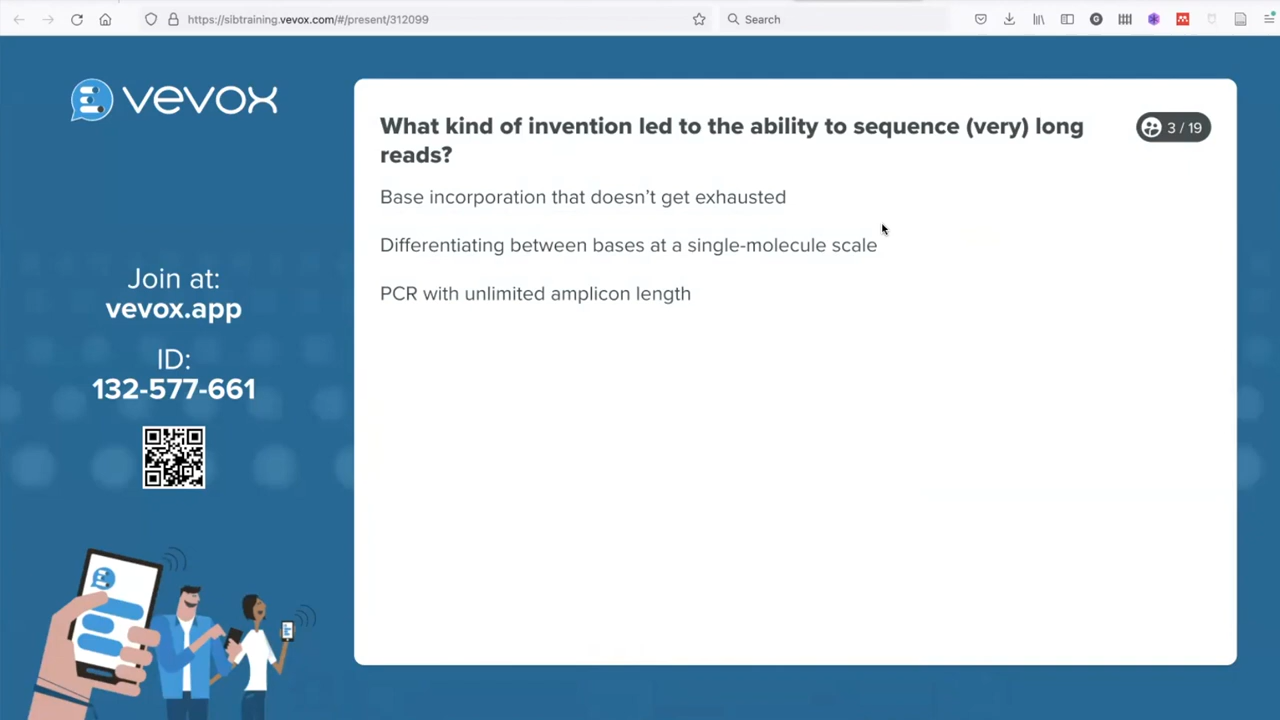 https://sibtraining.vevox.com/#/present/312099
Search
vevox
What kind of invention led to the ability to sequence (very) long
reads?
3 / 19
Base incorporation that doesn’t get exhausted
Differentiating between bases at a single-molecule scale
PCR with unlimited amplicon length
Join at:
vevox.app
ID:
132-577-661